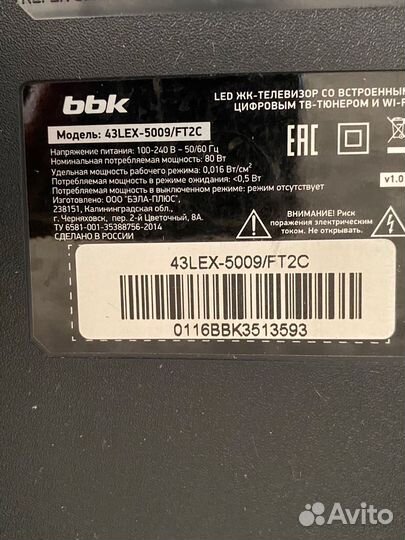 bbk
LED ЖК-ТЕЛЕВИЗОР СО ВСТРОЕННЫМ
ЦИФРОВЫМ ТВ-ТЮНЕРОМ И WI-F
Модель: 43LEX-5009/FT2C
Напряжение питания: 100-240 В ~ 50/60 Гц
Номинальная потребляемая мощность: 80 Вт
Удельная мощность рабочего режима: 0,016 Вт/см²
Потребляемая мощность в режиме ожидания: <0,5 Вт
Потребляемая мощность в выключенном режиме: режим отсутствует
Изготовлено: ООО "БЭЛА-ПЛЮС",
238151, Калининградская обл.,
г. Черняховск, пер. 2-й Цветочный, 8А.
ТУ 6581-001-35388756-2014
СДЕЛАНО В РОССИИ
EAC
v1.0
ВНИМАНИЕ! Риск
поражения электрическим
током. Не открывать.
43LEX-5009/FT2C
0116BBK3513593
Avito